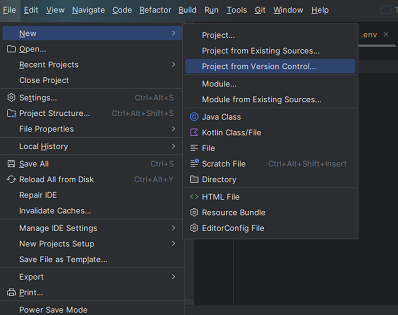 File Edit View Navigate Code Refactor Build Run Tools Git Window Help
.env
New
Open...
Recent Projects
Close Project
Settings... Ctrl+Alt+S
Project Structure... Ctrl+Alt+Shift+S
File Properties
Local History
Save All Ctrl+S
Reload All from Disk Ctrl+Alt+Y
Repair IDE
Invalidate Caches...
Manage IDE Settings
New Projects Setup
Save File as Template...
Export
Print...
Power Save Mode
Project...
Project from Existing Sources...
Project from Version Control...
Module...
Module from Existing Sources...
Java Class
Kotlin Class/File
File
Scratch File Ctrl+Alt+Shift+Insert
Directory
HTML File
Resource Bundle
EditorConfig File